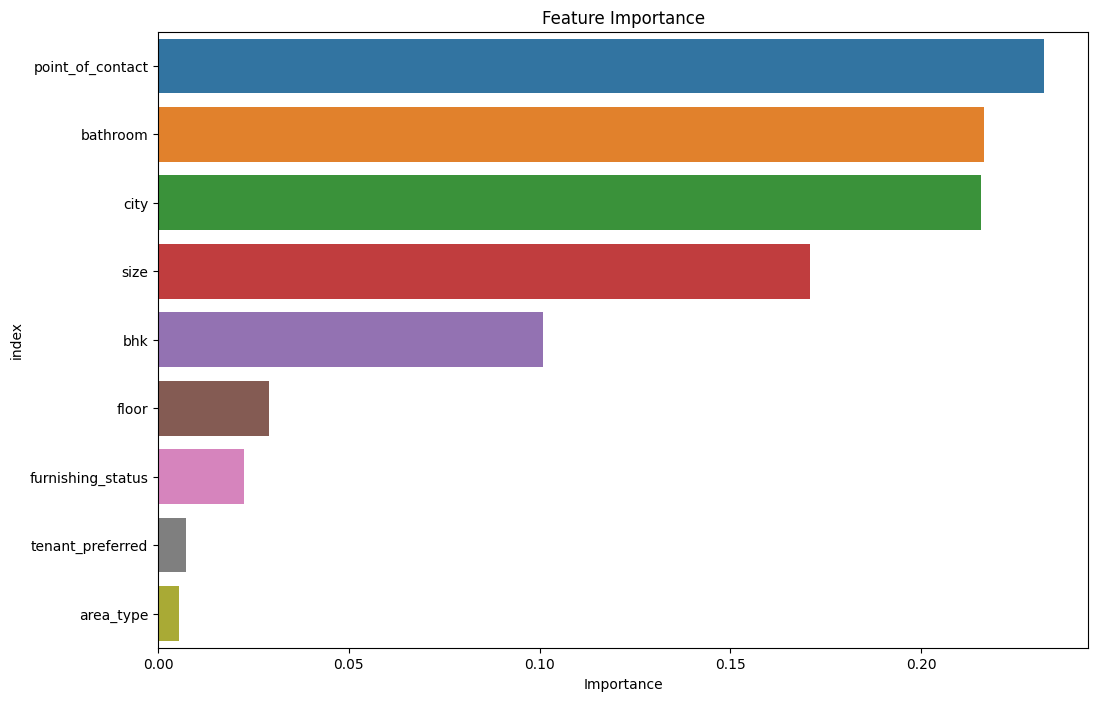 Feature Importance
point_of_contact
bathroom
city
size
bhk
floor
furnishing_status
tenant_preferred
area_type
index
0.00 0.05 0.10 0.15 0.20
Importance